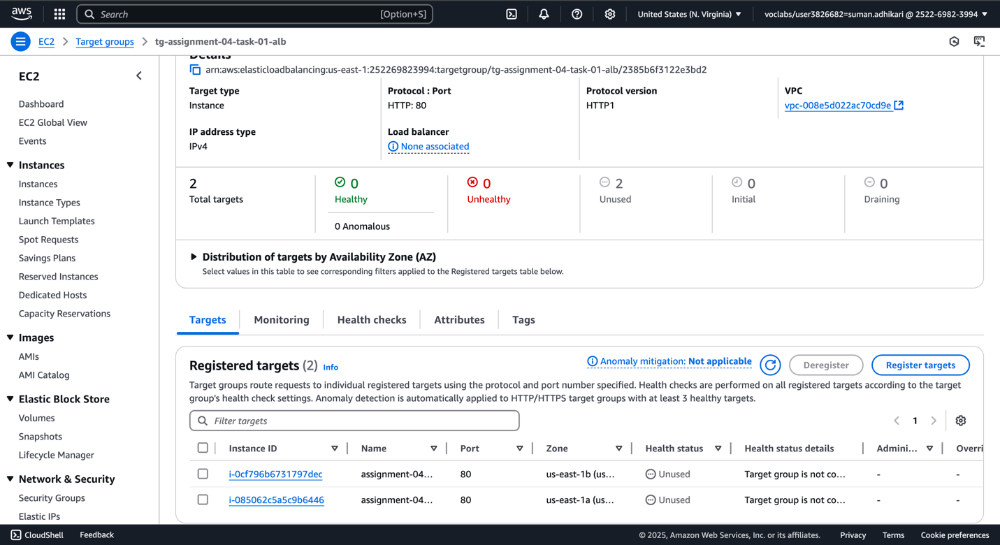 aws
Search [Option+S]
United States (N. Virginia)
voclabs/user3826682=suman.adhikari @ 2522-6982-3994
EC2
Target groups
tg-assignment-04-task-01-alb
EC2
Dashboard
EC2 Global View
Events
Instances
Instances
Instance Types
Launch Templates
Spot Requests
Savings Plans
Reserved Instances
Dedicated Hosts
Capacity Reservations
Images
AMIs
AMI Catalog
Elastic Block Store
Volumes
Snapshots
Lifecycle Manager
Network & Security
Security Groups
Elastic IPs
Details
arn:aws:elasticloadbalancing:us-east-1:252269823994:targetgroup/tg-assignment-04-task-01-alb/2385b6f3122e3bd2
Target type
Instance
Protocol : Port
HTTP: 80
Protocol version
HTTP1
VPC
vpc-008e5d022ac70cd9e
IP address type
IPv4
Load balancer
None associated
2
Total targets
0
Healthy
0 Anomalous
0
Unhealthy
2
Unused
0
Initial
0
Draining
Distribution of targets by Availability Zone (AZ)
Select values in this table to see corresponding filters applied to the Registered targets table below.
Targets
Monitoring
Health checks
Attributes
Tags
Registered targets (2) Info
Anomaly mitigation: Not applicable
Deregister
Register targets
Target groups route requests to individual registered targets using the protocol and port number specified. Health checks are performed on all registered targets according to the target
group's health check settings. Anomaly detection is automatically applied to HTTP/HTTPS target groups with at least 3 healthy targets.
Filter targets
1
Instance ID Name Port Zone Health status Health status details Admini... Overri
i-0cf796b6731797dec assignment-04... 80 us-east-1b (us... Unused Target group is not co... - -
i-085062c5a5c9b6446 assignment-04... 80 us-east-1a (us... Unused Target group is not co... - -
CloudShell
Feedback
© 2025, Amazon Web Services, Inc. or its affiliates.
Privacy
Terms
Cookie preferences